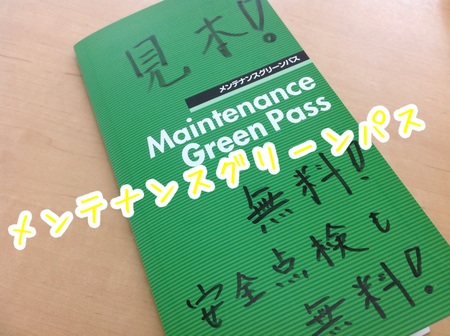 見本!
メンテナンスグリーンパス
Maintenance
Green Pass
メンテナンスグリーンパス
無料!
安全点検も
無料!